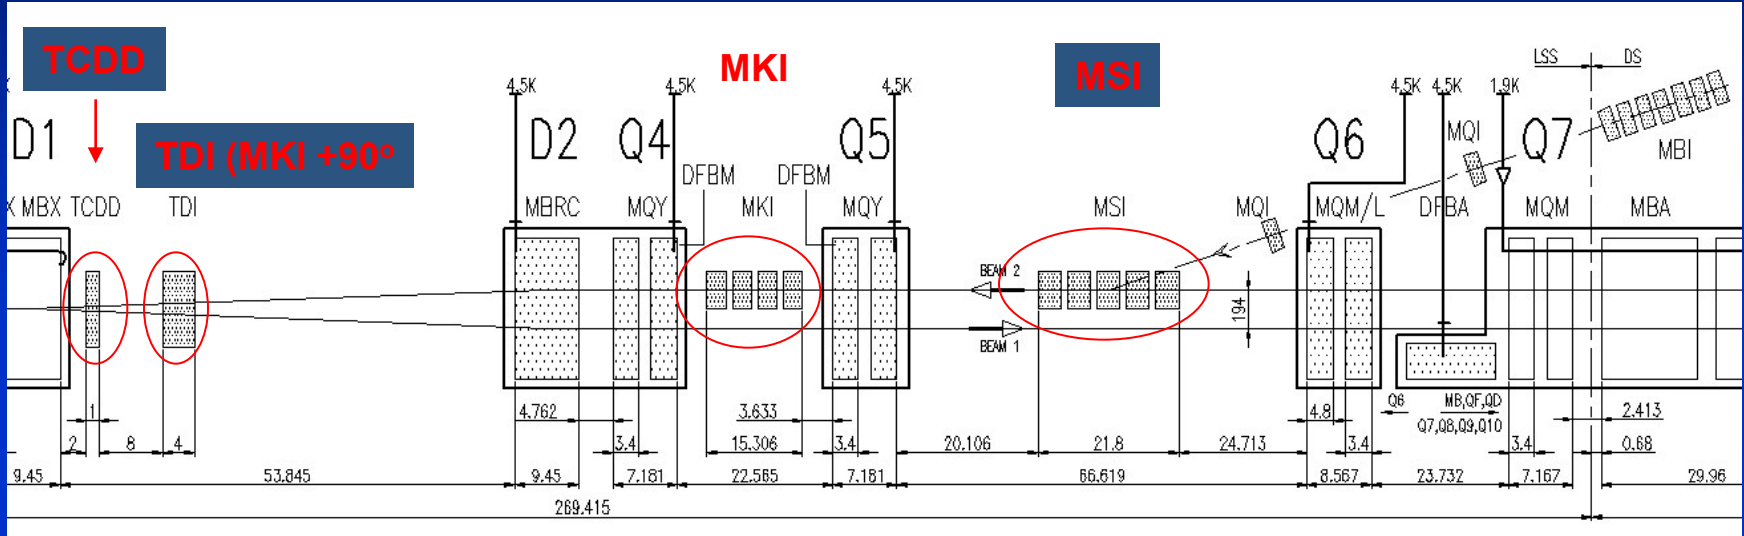 TCDD
MKI
MSI
LSS
DS
4.5K
4.5K
4.5K
4.5K
4.5K
1.9K
D1
TDI (MKI +90°
D2
Q4
Q5
Q6
MQI
Q7
MBI
DFBM
DFBM
X MBX
TCDD
TDI
MBRC
MQY
MKI
MQY
MSI
MQI
MQM/L
DFBA
MQM
MBA
BEAM 2
194
BEAM 1
Q6
MB,QF,QD
Q7,Q8,Q9,Q10
1
4.762
3.633
4.8
2.413
2
8
4
3.4
15.306
3.4
20.106
21.8
24.713
3.4
3.4
0.68
9.45
53.845
9.45
7.181
22.565
7.181
66.619
8.567
23.732
7.167
29.96
269.415